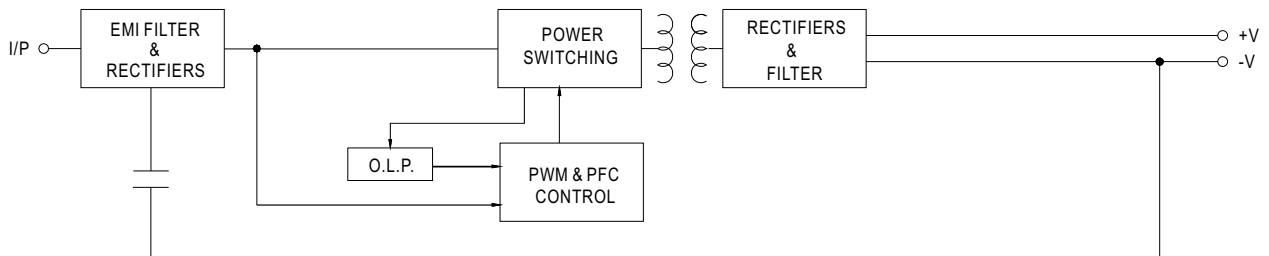 I/P
EMI FILTER
&
RECTIFIERS
POWER
SWITCHING
RECTIFIERS
&
FILTER
+V
-V
O.L.P.
PWM & PFC
CONTROL